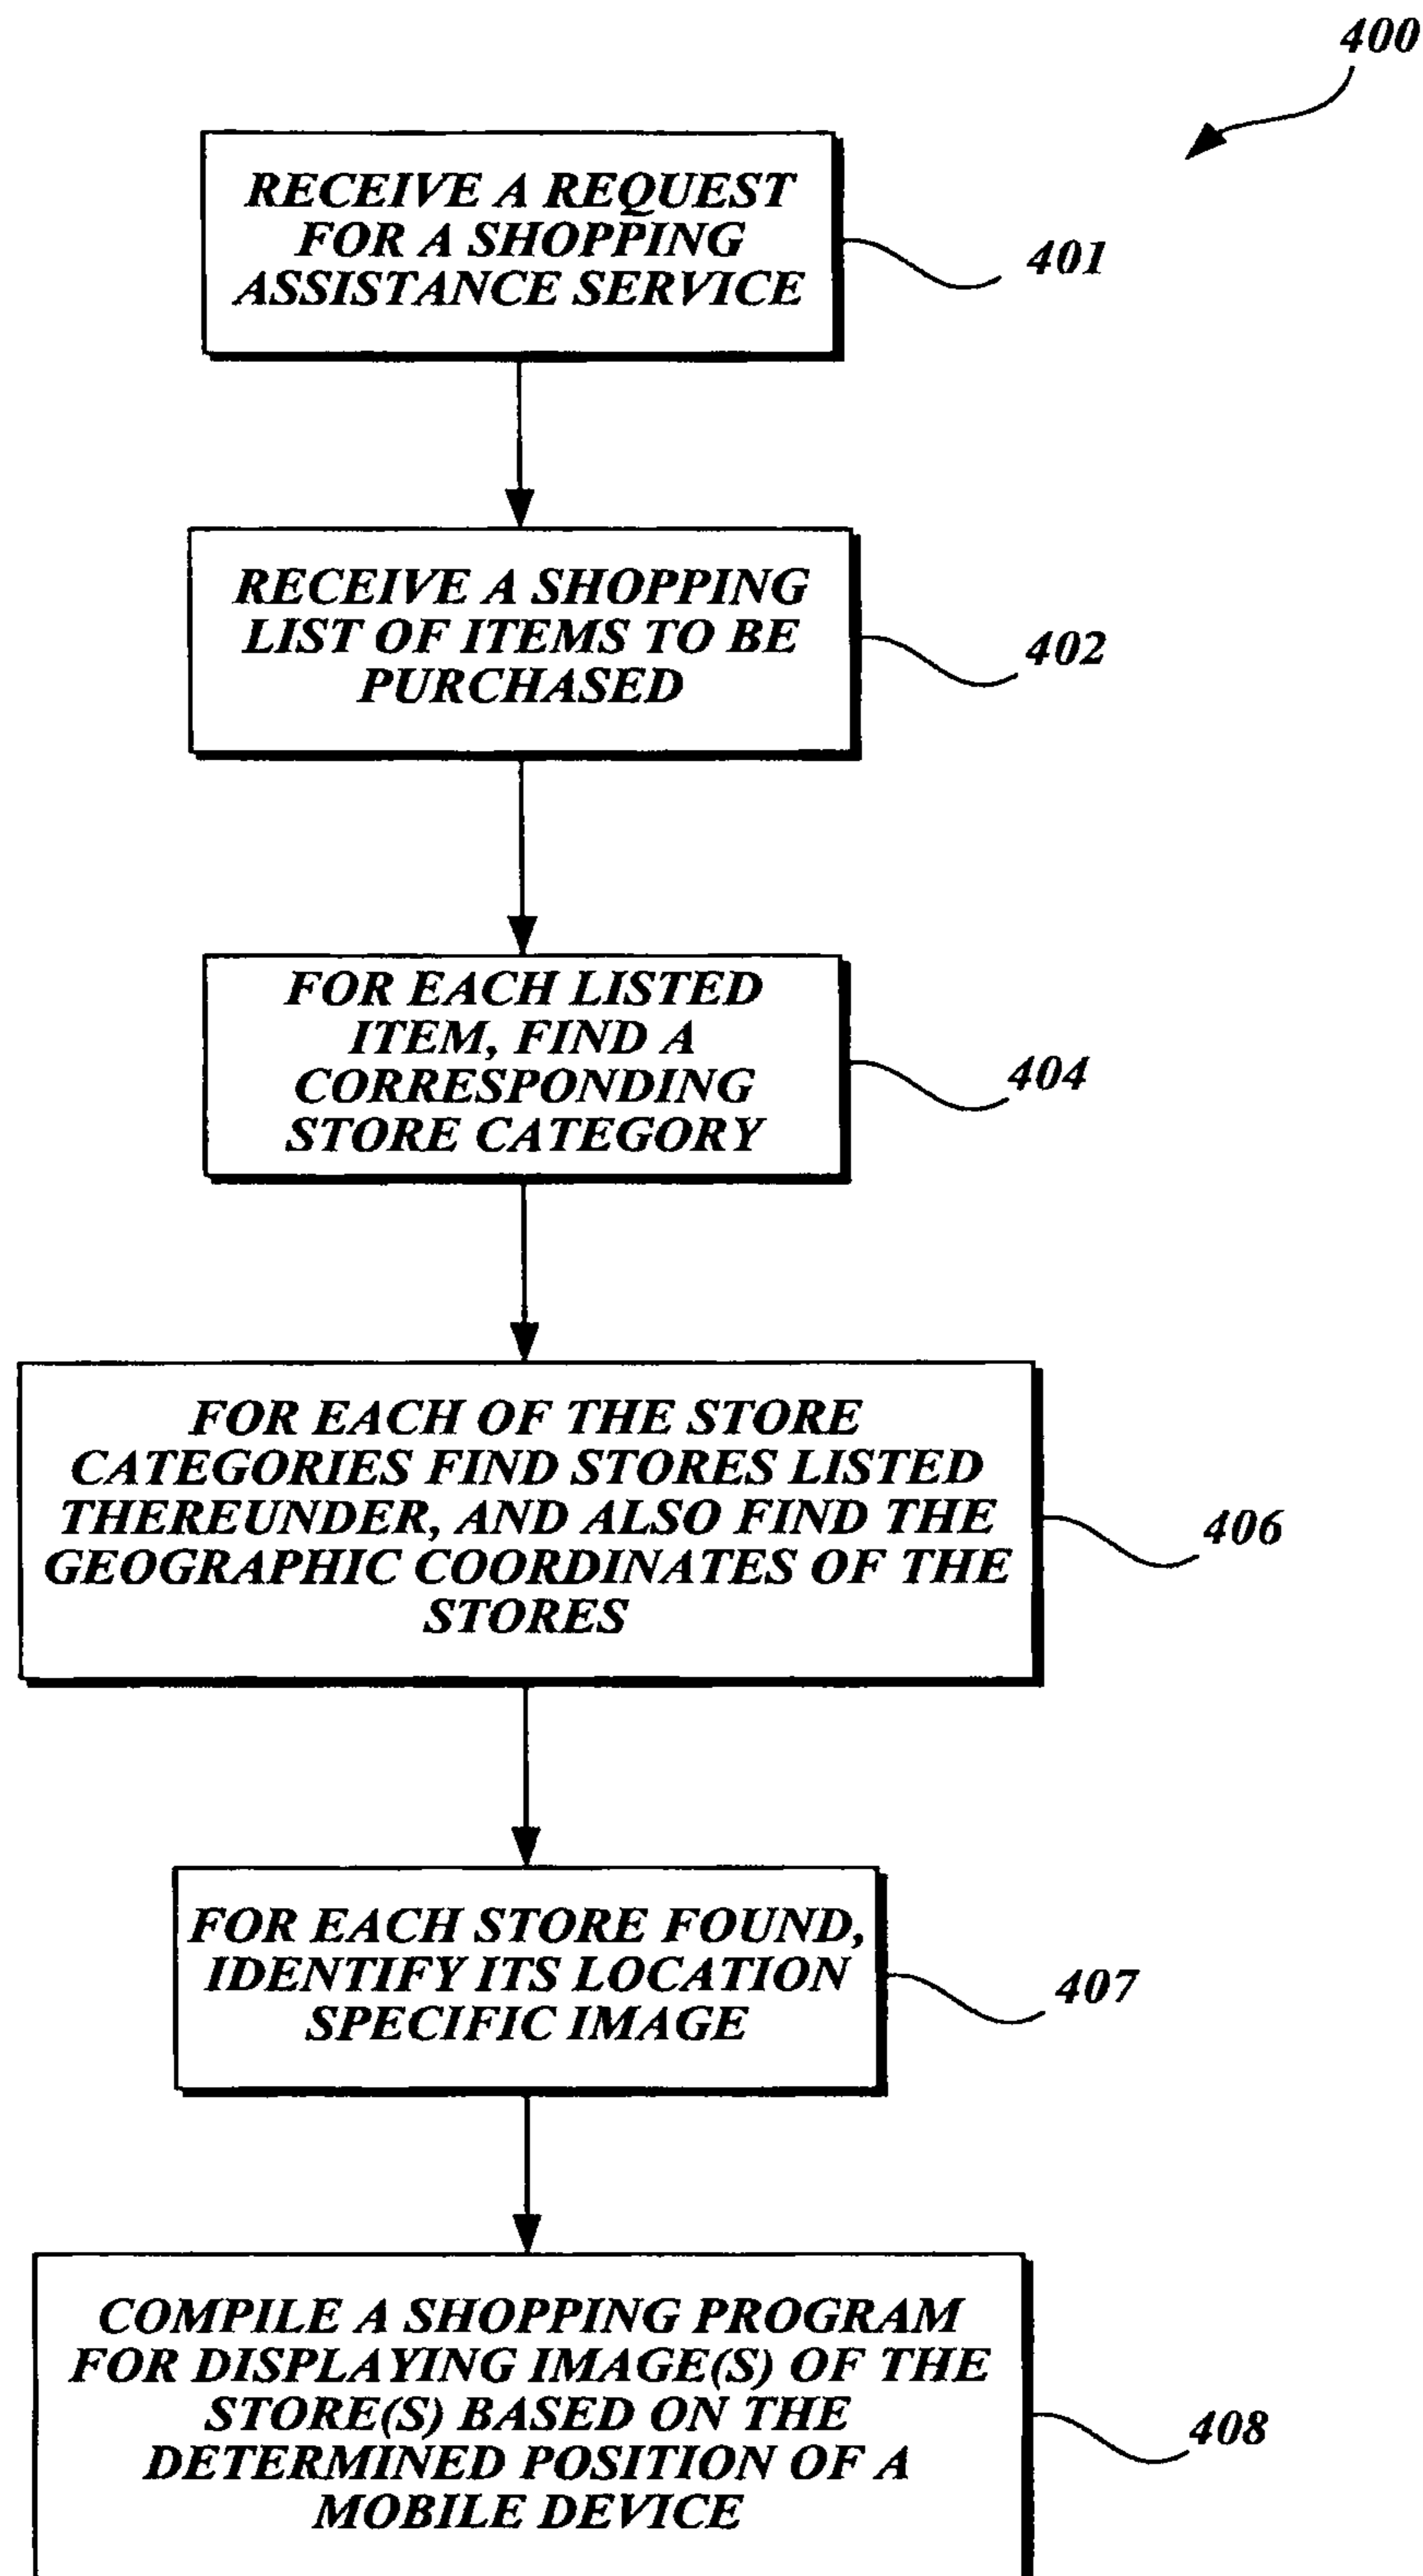 400
RECEIVE A REQUEST
FOR A SHOPPING
ASSISTANCE SERVICE
401
RECEIVE A SHOPPING
LIST OF ITEMS TO BE
PURCHASED
402
FOR EACH LISTED
ITEM, FIND A
CORRESPONDING
STORE CATEGORY
404
FOR EACH OF THE STORE
CATEGORIES FIND STORES LISTED
THEREUNDER, AND ALSO FIND THE
GEOGRAPHIC COORDINATES OF THE
STORES
406
FOR EACH STORE FOUND,
IDENTIFY ITS LOCATION
SPECIFIC IMAGE
407
COMPILE A SHOPPING PROGRAM
FOR DISPLAYING IMAGE(S) OF THE
STORE(S) BASED ON THE
DETERMINED POSITION OF A
MOBILE DEVICE
408